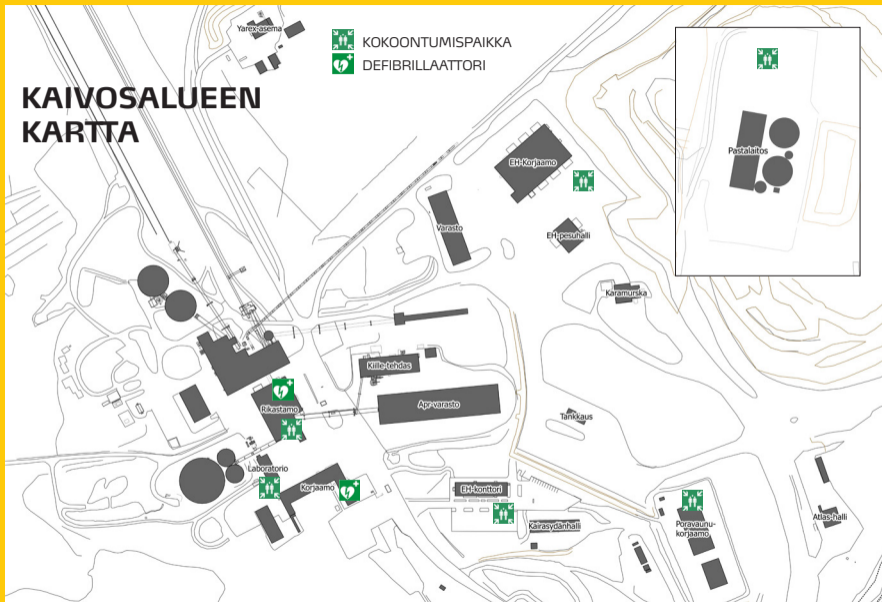 Yarex-asema
KOKOONTUMISPAIKKA
DEFIBRILLAATTORI
KAIVOSALUEEN
KARTTA
EH-Korjaamo
Pastalaitos
Varasto
EH-pesuhalli
Karamurska
Kiille-tehdas
Rikastamo
Apr-varasto
Tankkaus
Laboratorio
Korjaamo
EH-konttori
Kairasydänhalli
Poravaunu-
korjaamo
Atlas-halli